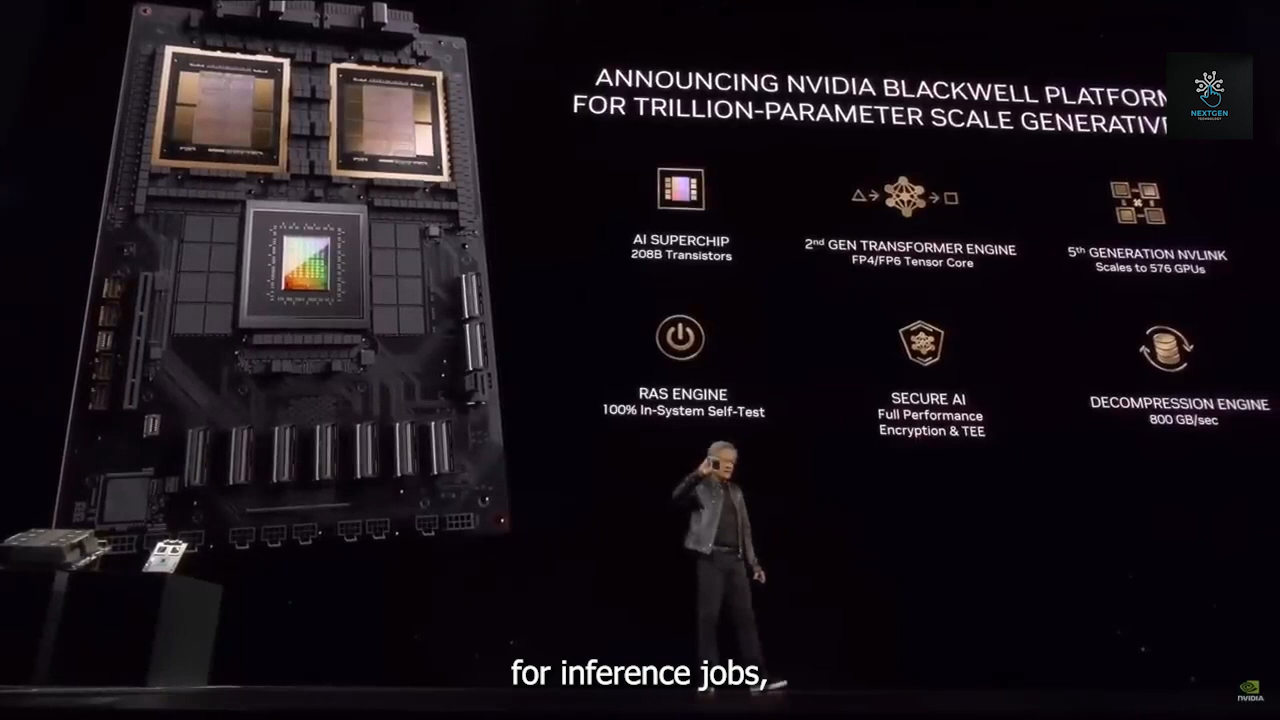 ANNOUNCING NVIDIA BLACKWELL PLATFORM
FOR TRILLION-PARAMETER SCALE GENERATIVE
NEXTGEN
TECHNOLOGY
AI SUPERCHIP
208B Transistors
2nd GEN TRANSFORMER ENGINE
FP4/FP6 Tensor Core
5th GENERATION NVLINK
Scales to 576 GPUs
RAS ENGINE
100% In-System Self-Test
SECURE AI
Full Performance
Encryption & TEE
DECOMPRESSION ENGINE
800 GB/sec
for inference jobs,
NVIDIA